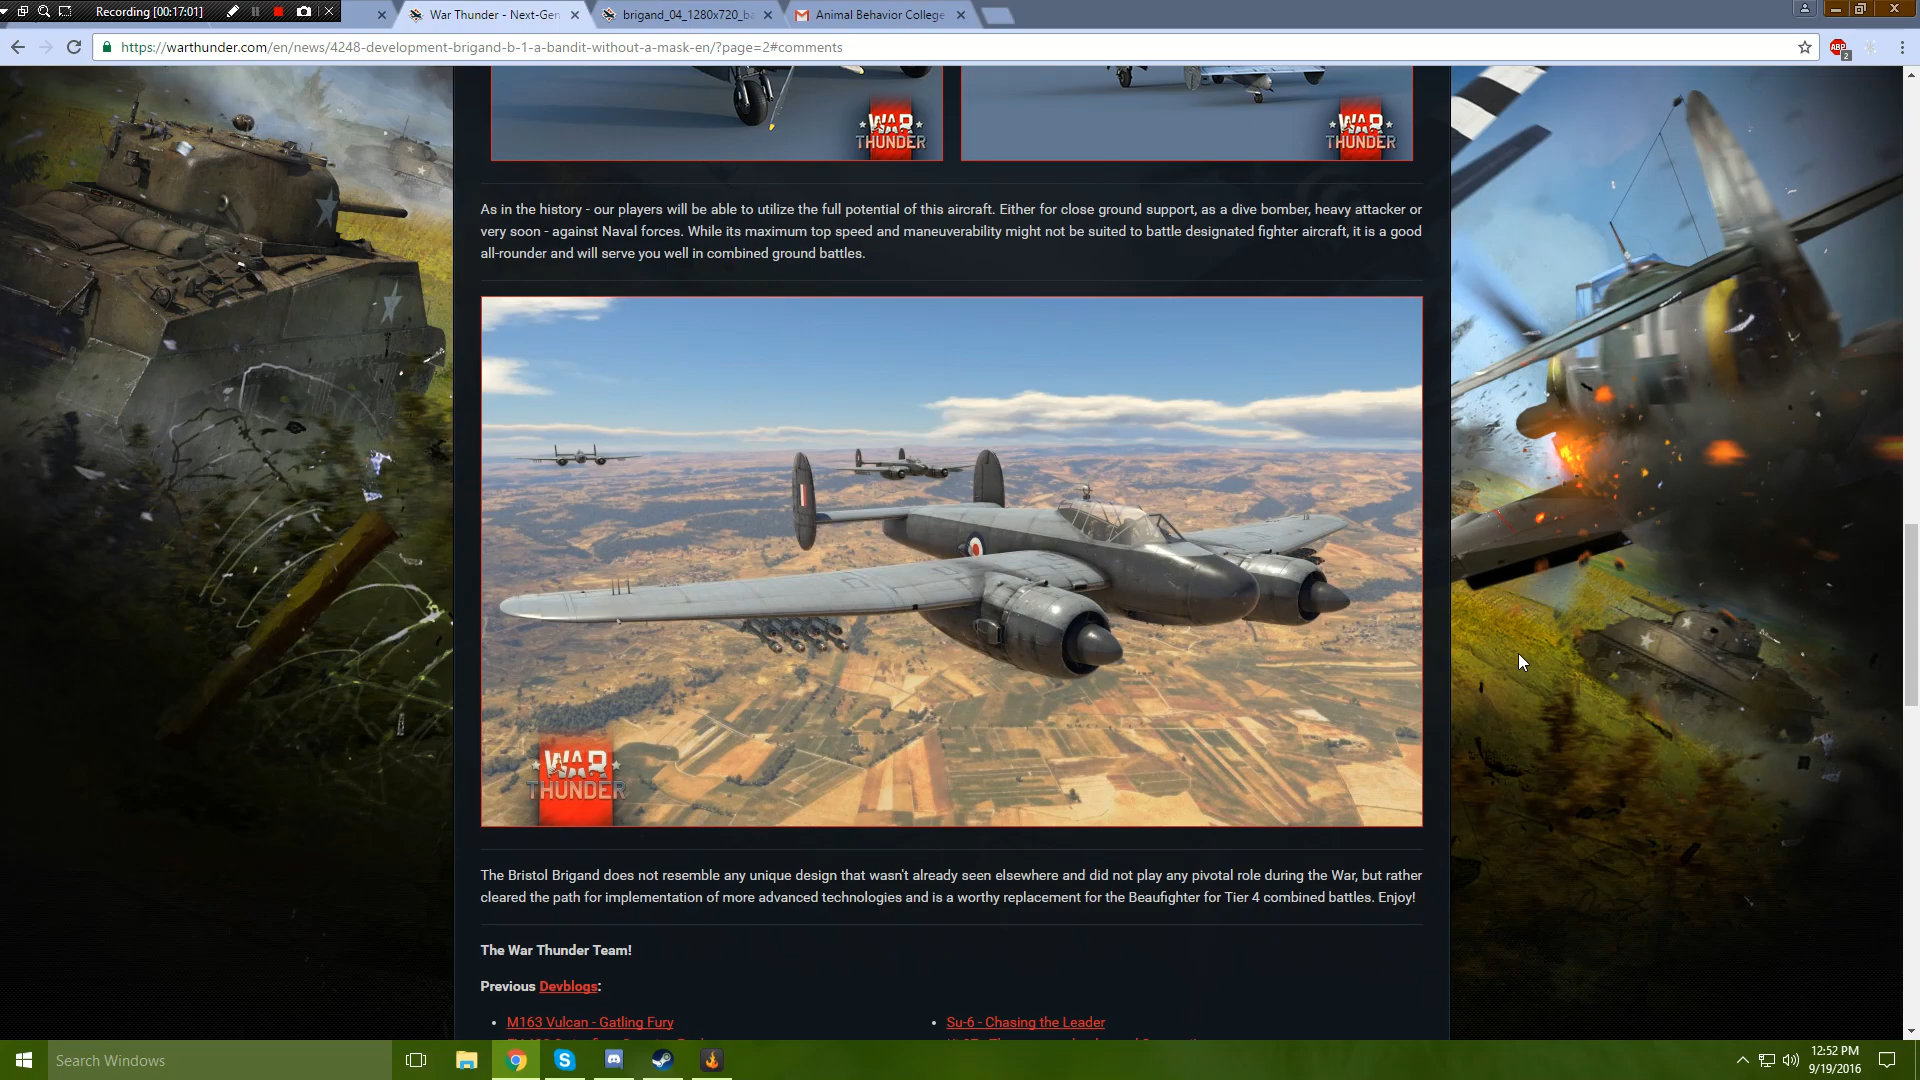 Recording [00:17:01]
War Thunder - Next-Gen
brigand_04_1280x720_b
Animal Behavior College
https://warthunder.com/en/news/4248-development-brigand-b-1-a-bandit-without-a-mask-en/?page=2#comments
ABP
2
WAR THUNDER
WAR THUNDER
As in the history - our players will be able to utilize the full potential of this aircraft. Either for close ground support, as a dive bomber, heavy attacker or
very soon - against Naval forces. While its maximum top speed and maneuverability might not be suited to battle designated fighter aircraft, it is a good
all-rounder and will serve you well in combined ground battles.
WAR
THUNDER
The Bristol Brigand does not resemble any unique design that wasn't already seen elsewhere and did not play any pivotal role during the War, but rather
cleared the path for implementation of more advanced technologies and is a worthy replacement for the Beaufighter for Tier 4 combined battles. Enjoy!
The War Thunder Team!
Previous Devblogs:
• M163 Vulcan - Gatling Fury
• Su-6 - Chasing the Leader
Search Windows
12:52 PM
9/19/2016